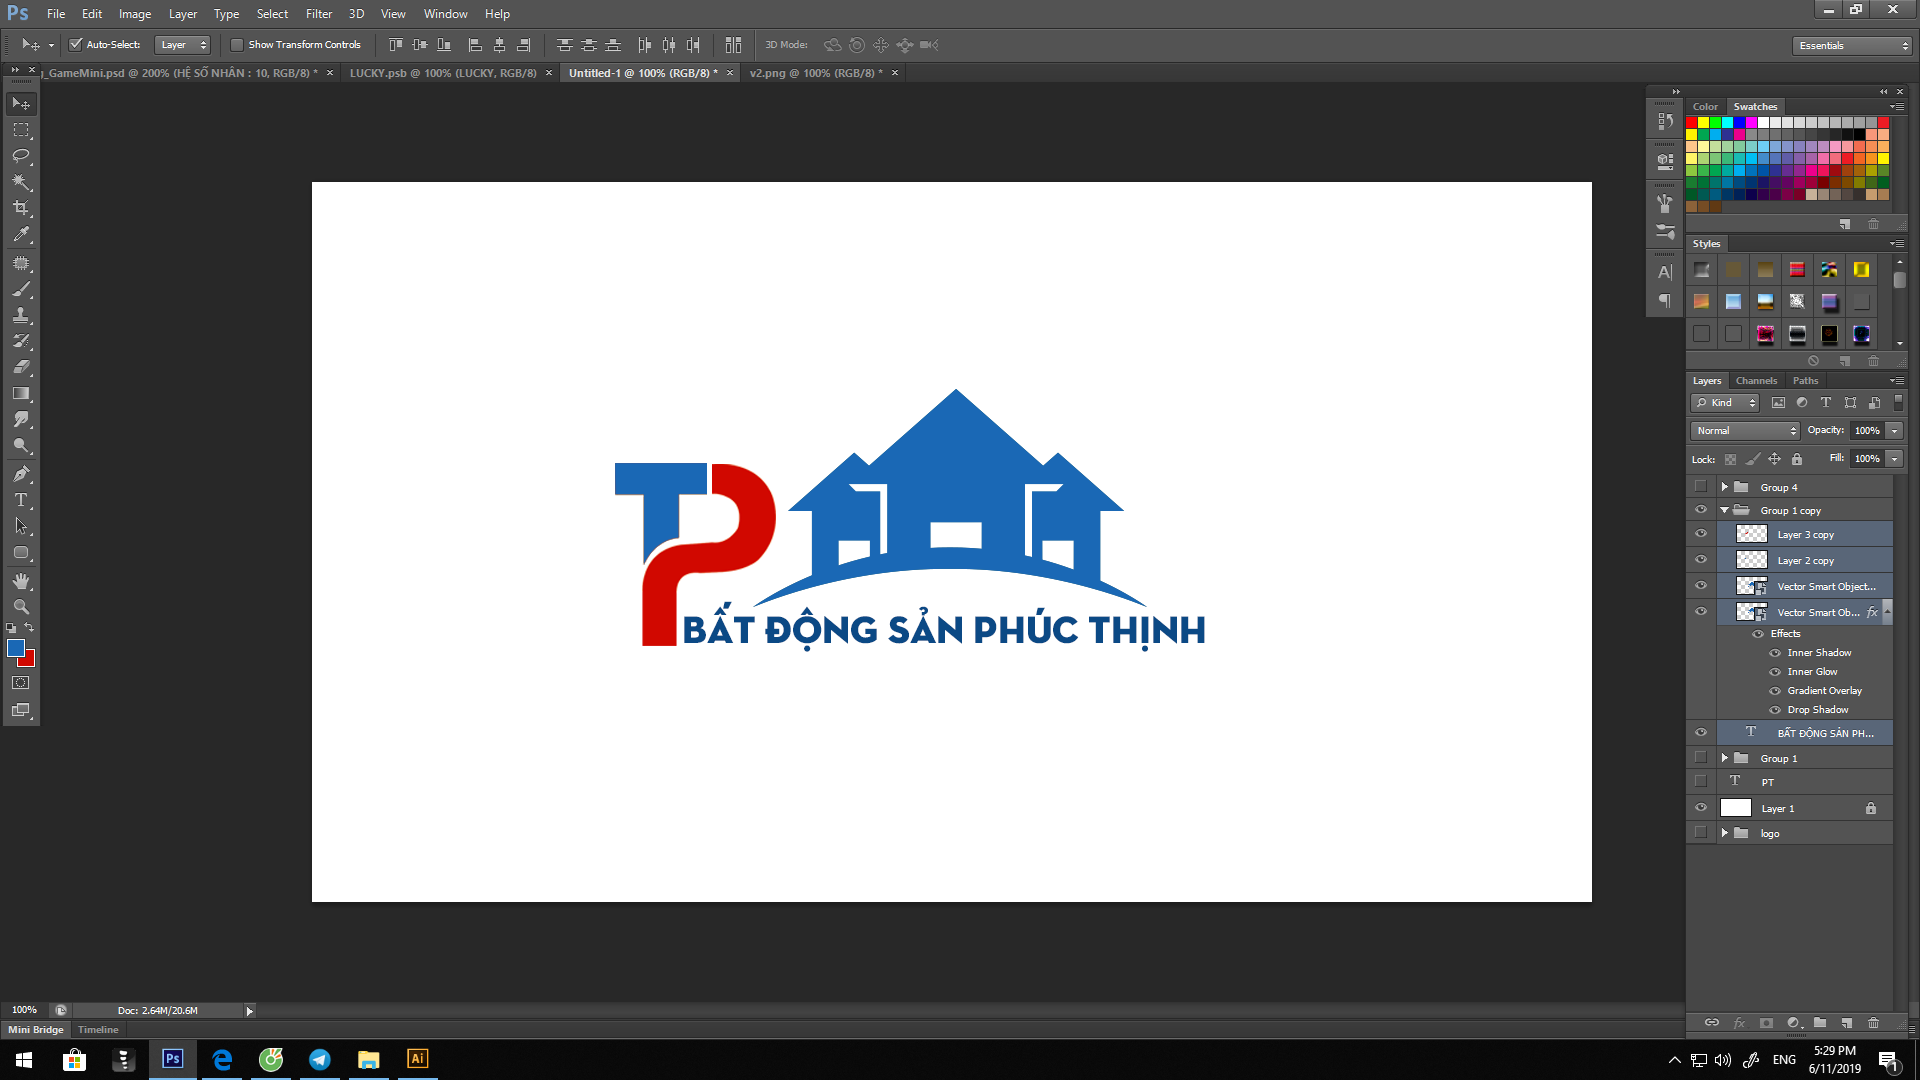 Ps File Edit Image Layer Type Select Filter 3D View Window Help
Auto-Select: Layer Show Transform Controls 3D Mode: Essentials
_GameMini.psd @ 200% (HỆ SỐ NHÂN : 10, RGB/8) * × LUCKY.psb @ 100% (LUCKY, RGB/8) × Untitled-1 @ 100% (RGB/8) * × v2.png @ 100% (RGB/8) * ×
Color Swatches
Styles
Layers Channels Paths
Kind
Normal Opacity: 100%
Lock: Fill: 100%
Group 4
Group 1 copy
Layer 3 copy
Layer 2 copy
Vector Smart Object...
Vector Smart Ob... fx
Effects
Inner Shadow
Inner Glow
Gradient Overlay
Drop Shadow
T BẤT ĐỘNG SẢN PH...
Group 1
T PT
Layer 1
logo
TP
BẤT ĐỘNG SẢN PHÚC THỊNH
100% Doc: 2.64M/20.6M
Mini Bridge Timeline
Ps Ai ENG 5:29 PM
6/11/2019 1